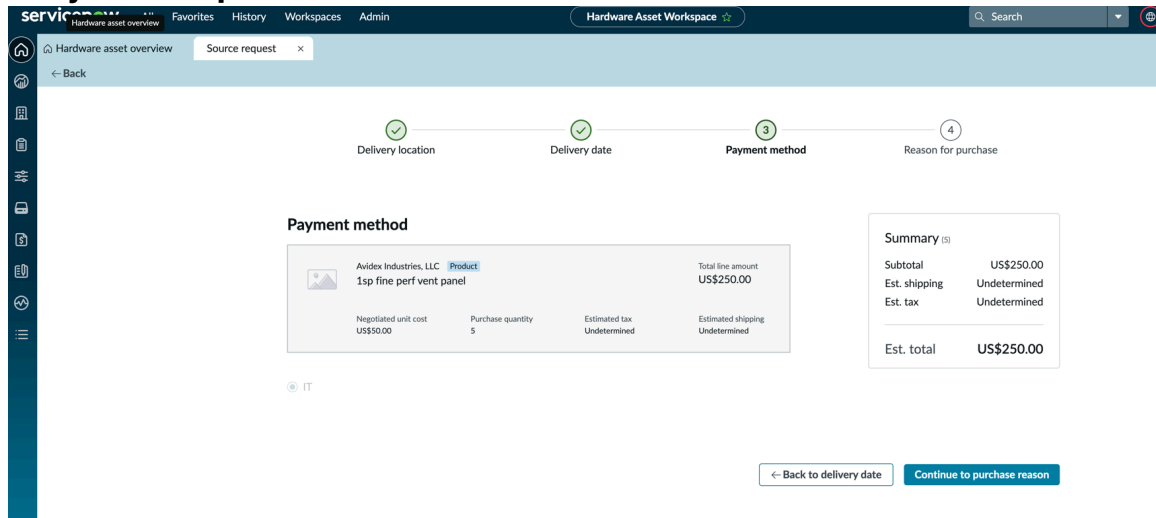 servicenow
Favorites
History
Workspaces
Admin
Hardware Asset Workspace
Search
Hardware asset overview
Hardware asset overview
Source request
×
← Back
Delivery location
Delivery date
3
Payment method
4
Reason for purchase
Payment method
Avidex Industries, LLC Product
1sp fine perf vent panel
Total line amount
US$250.00
Negotiated unit cost
US$50.00
Purchase quantity
5
Estimated tax
Undetermined
Estimated shipping
Undetermined
IT
Summary (5)
Subtotal US$250.00
Est. shipping Undetermined
Est. tax Undetermined
Est. total US$250.00
← Back to delivery date
Continue to purchase reason